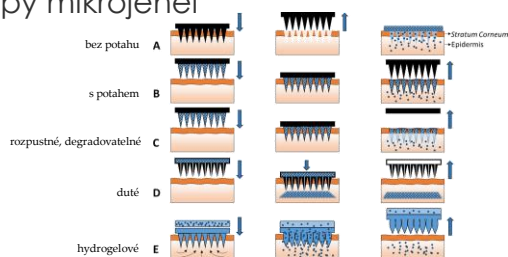 py mikrojehel
bez potahu A
Stratum Corneum
Epidermis
s potahem B
rozpustné, degradovatelné C
duté D
hydrogelové E